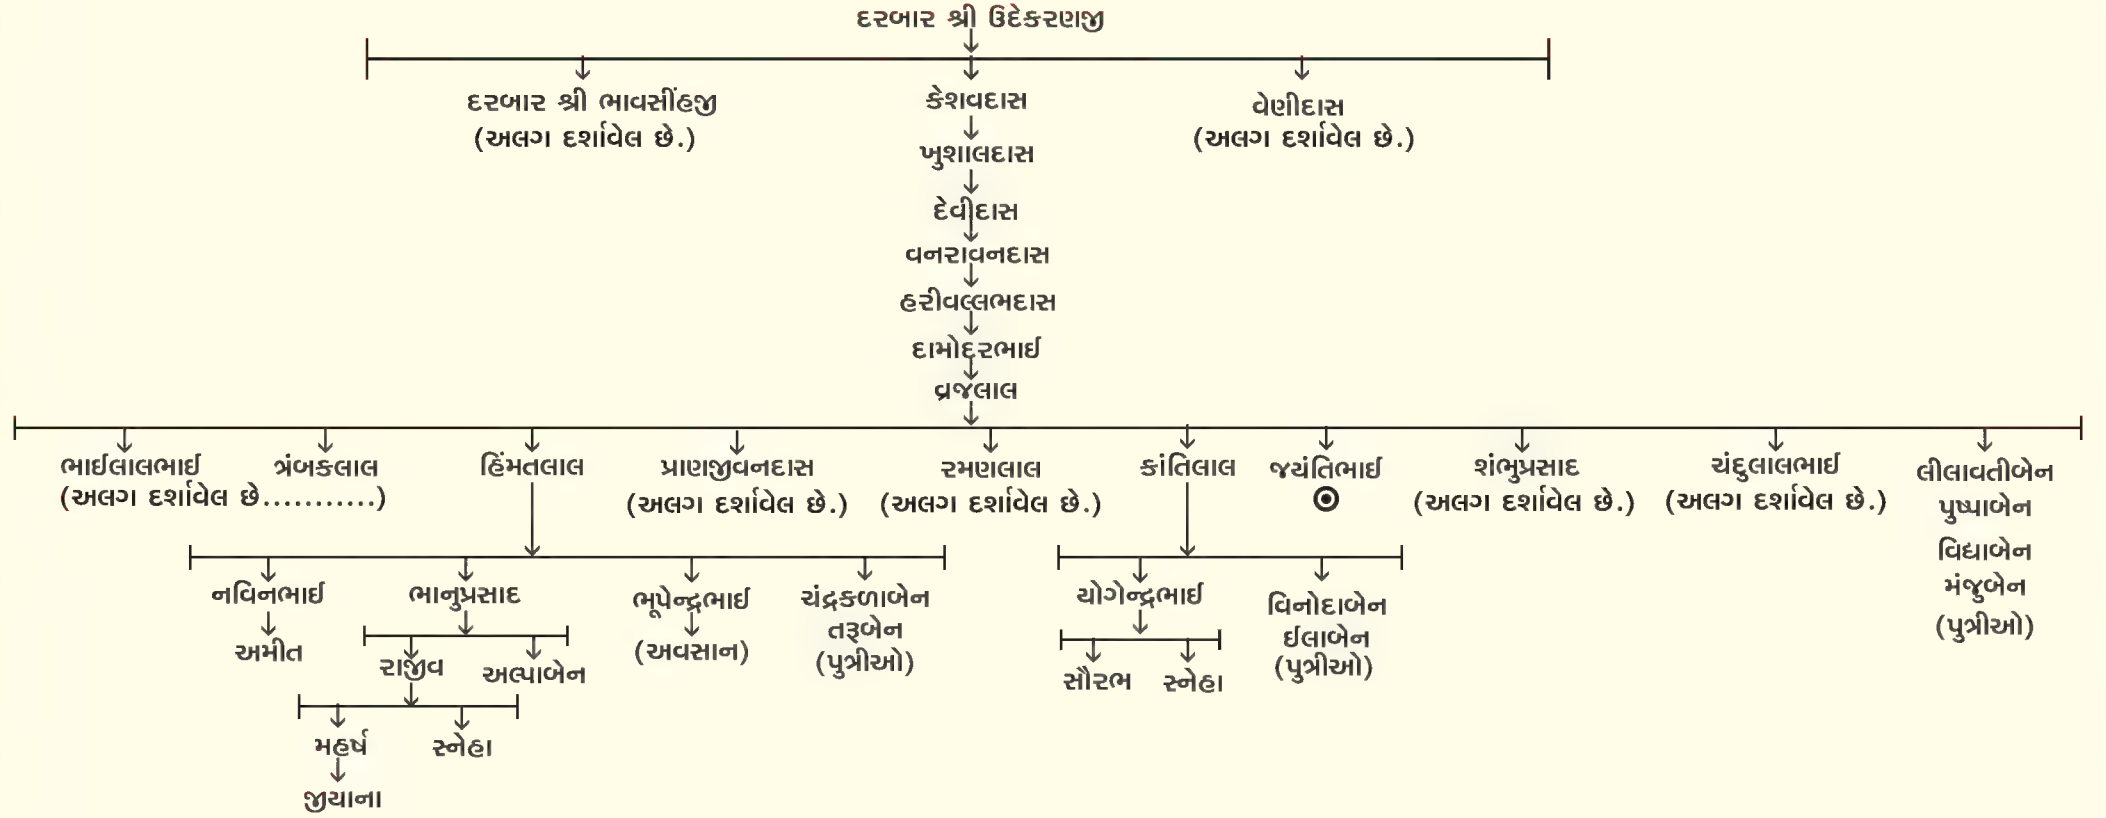 દરબાર શ્રી ઉદેકરણજી
દરબાર શ્રી ભાવસીંહજી
(અલગ દર્શાવેલ છે.)
કેશવદાસ
વેણીદાસ
(અલગ દર્શાવેલ છે.)
ખુશાલદાસ
દેવીદાસ
વનરાવનદાસ
હરીવલ્લભદાસ
દામોદરભાઈ
વ્રજલાલ
ભાઈલાલભાઈ ત્રંબકલાલ
(અલગ દર્શાવેલ છે...........)
હિંમતલાલ
પ્રાણજીવનદાસ
(અલગ દર્શાવેલ છે.)
રમણલાલ
(અલગ દર્શાવેલ છે.)
કાંતિલાલ
જયંતિભાઈ
શંભુપ્રસાદ
(અલગ દર્શાવેલ છે.)
ચંદુલાલભાઈ
(અલગ દર્શાવેલ છે.)
લીલાવતીબેન
પુષ્પાબેન
વિદ્યાબેન
મંજુબેન
(પુત્રીઓ)
નવિનભાઈ
અમીત
ભાનુપ્રસાદ
રાજીવ
અલ્પાબેન
ભૂપેન્દ્રભાઈ
(અવસાન)
ચંદ્રકળાબેન
તરૂબેન
(પુત્રીઓ)
યોગેન્દ્રભાઈ
સૌરભ
સ્નેહા
વિનોદાબેન
ઈલાબેન
(પુત્રીઓ)
મહર્ષ
સ્નેહા
જીયાના